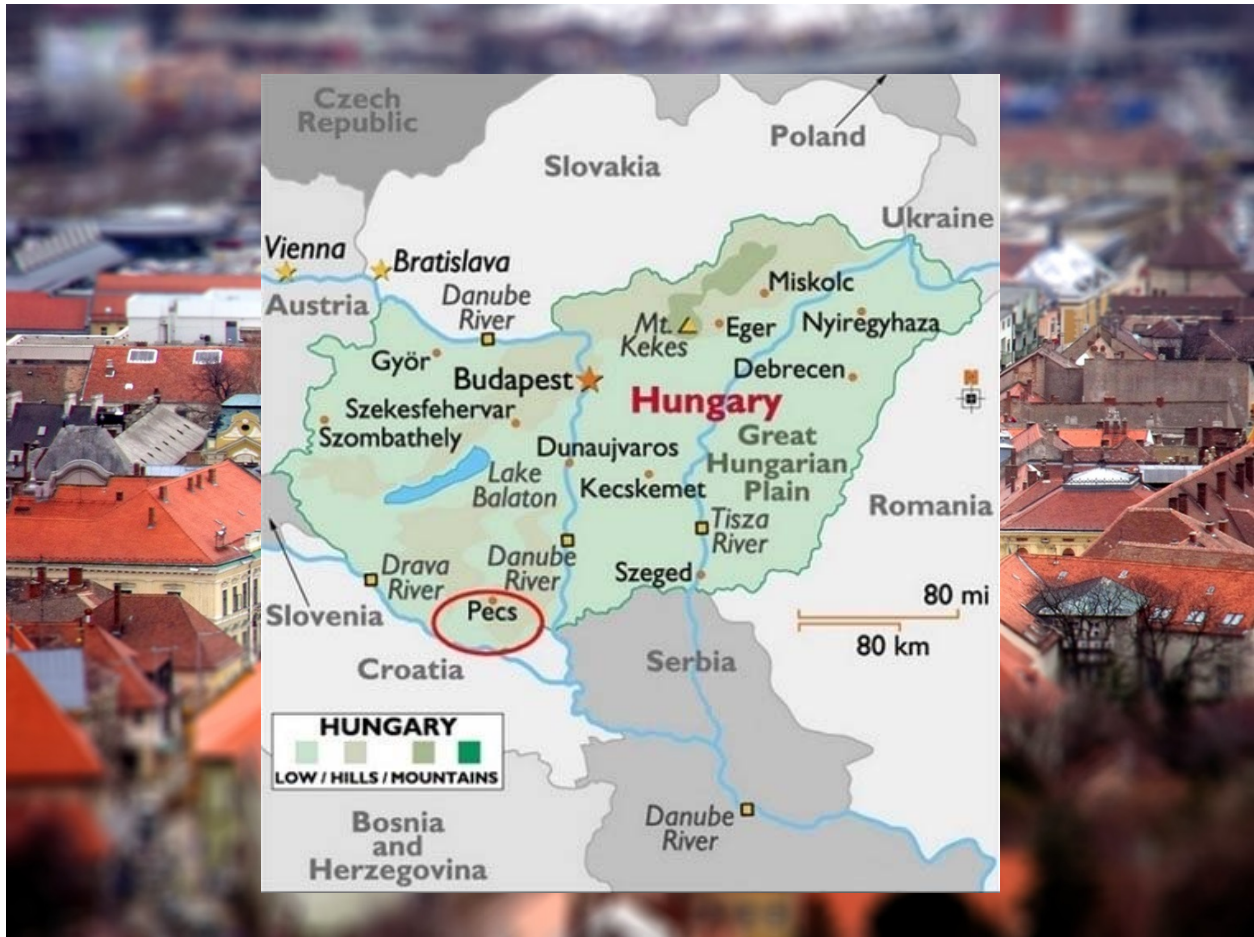 Czech
Republic
Poland
Slovakia
Ukraine
Vienna
Bratislava
Austria
Danube
River
Miskolc
Mt.
Kekes
Eger
Nyiregyhaza
Györ
Budapest
Debrecen
Hungary
Szekesfehervar
Szombathely
Great
Hungarian
Plain
Dunaujvaros
Lake
Balaton
Kecskemet
Romania
Tisza
River
Drava
River
Danube
River
Szeged
Pecs
80 mi
80 km
Slovenia
Croatia
Serbia
HUNGARY
LOW / HILLS / MOUNTAINS
Danube
River
Bosnia
and
Herzegovina